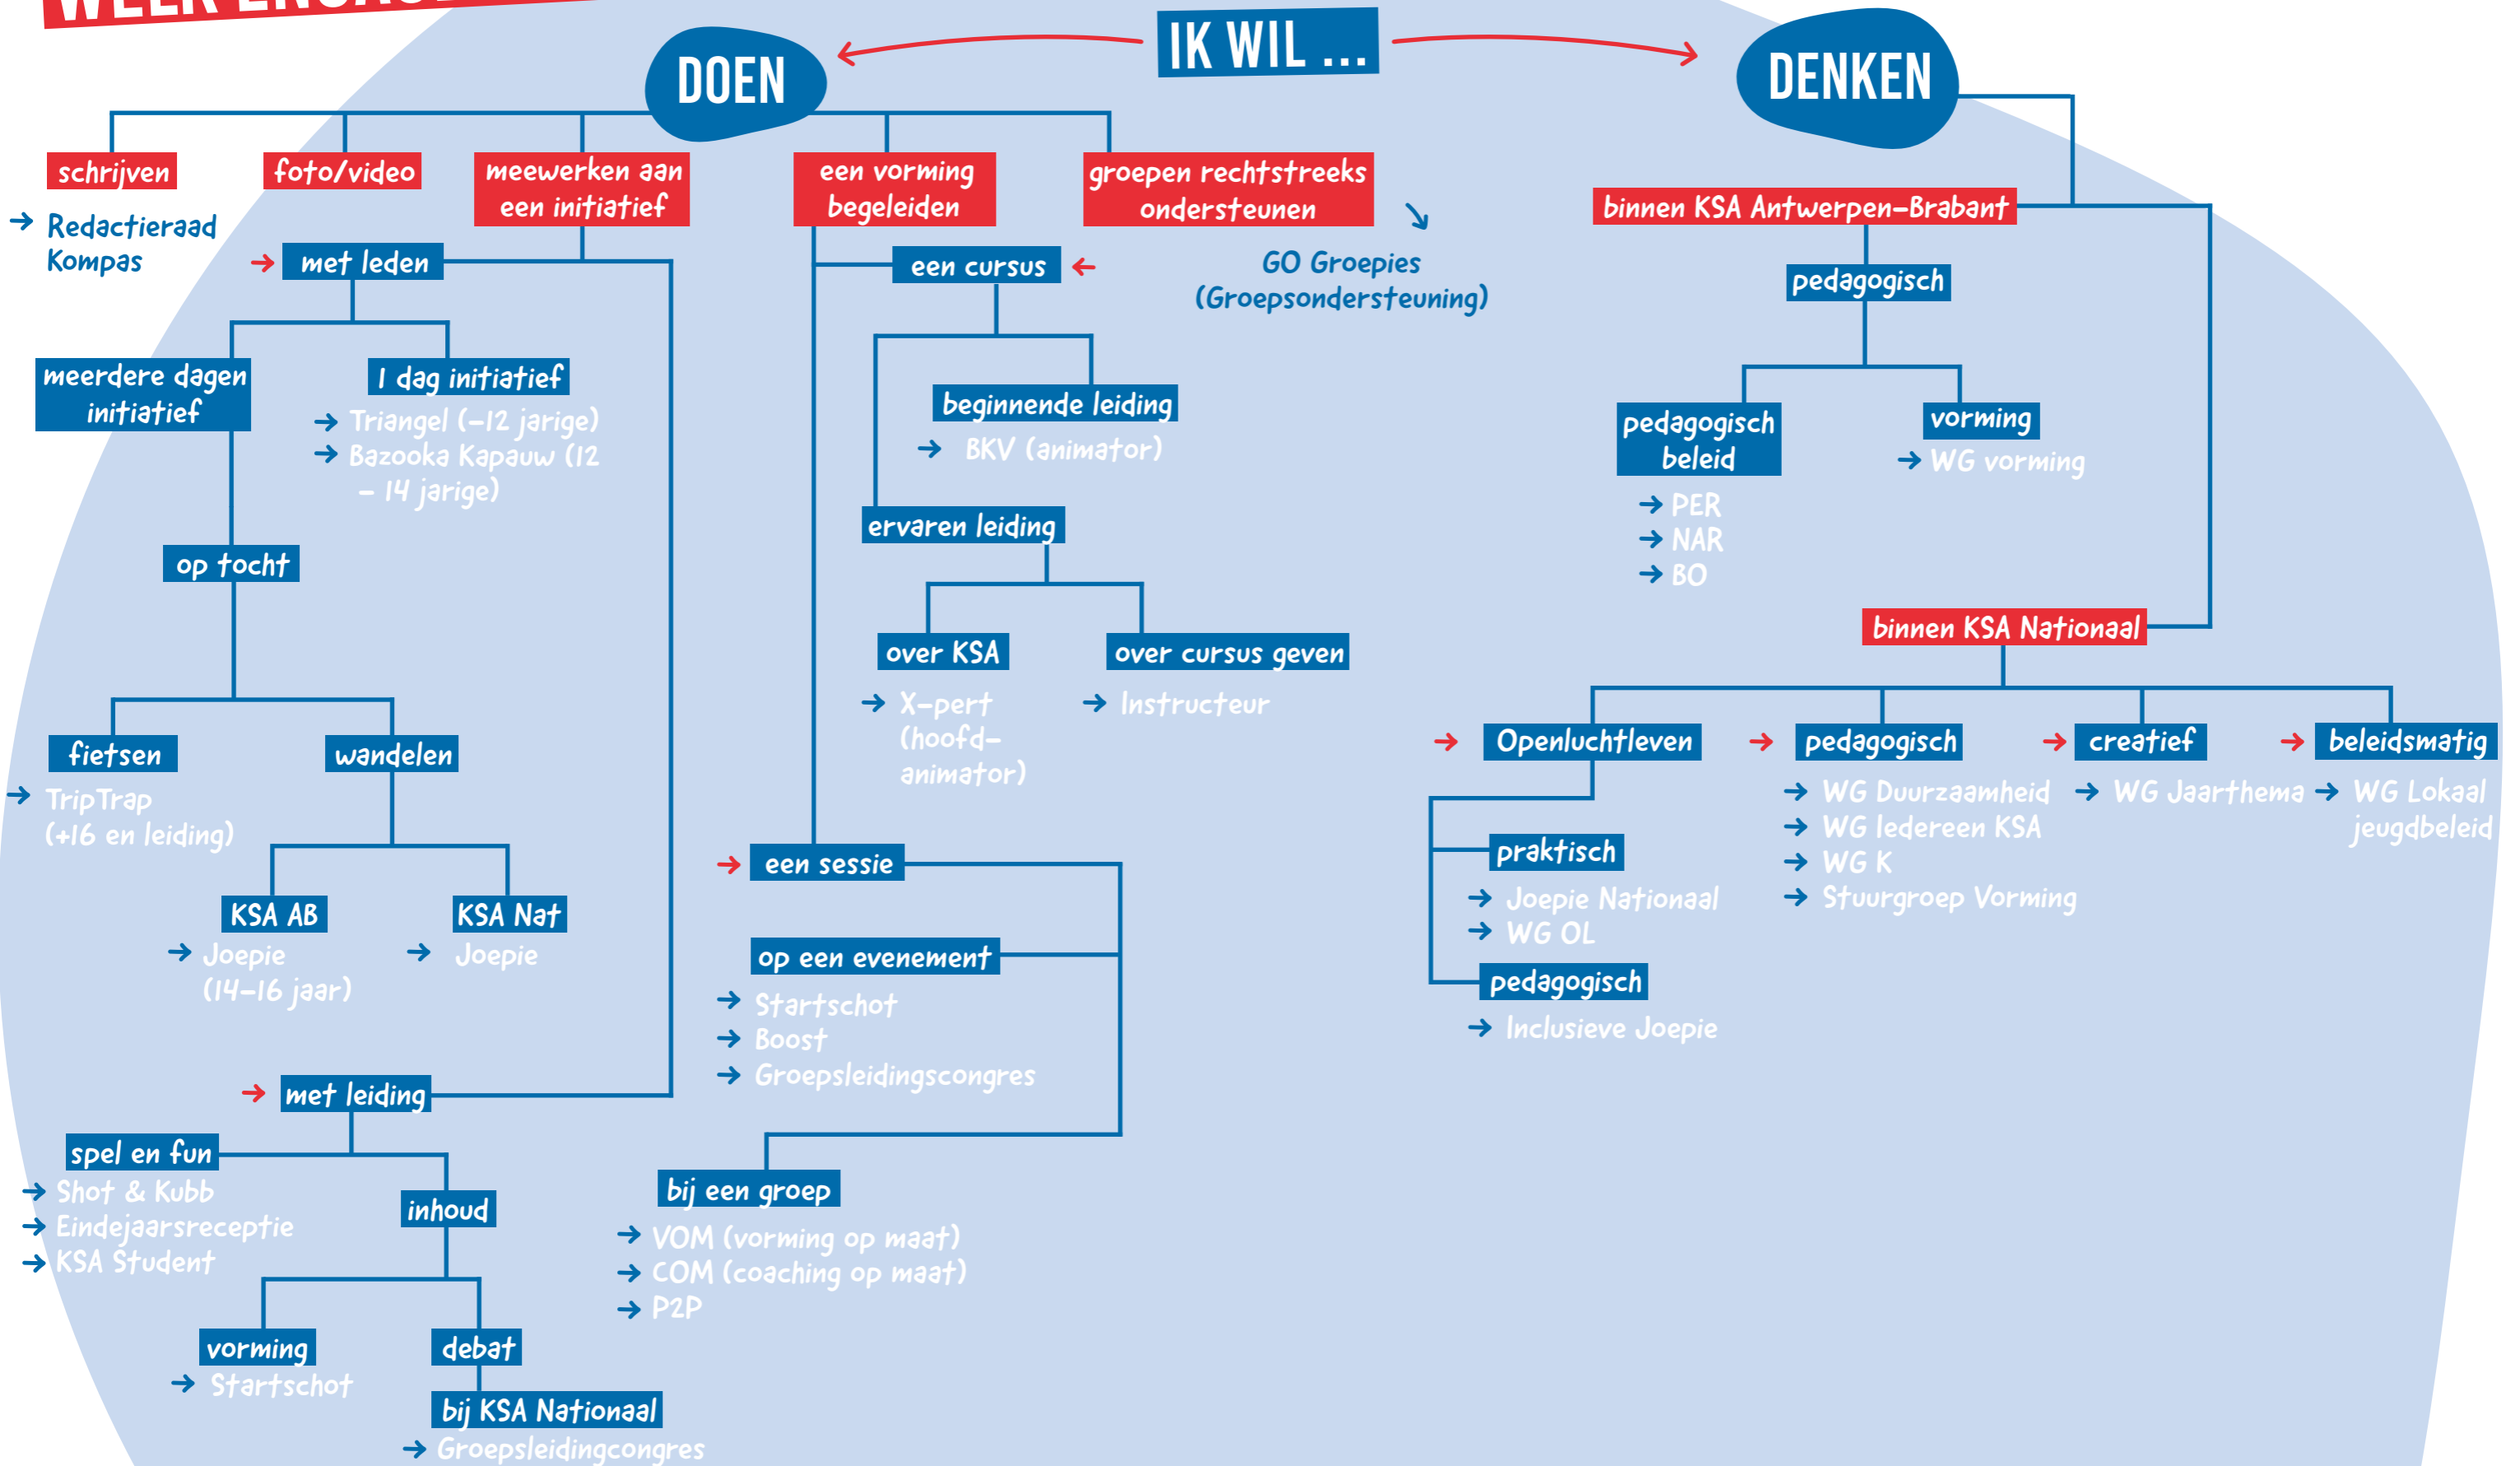 IK WIL ...
DOEN
DENKEN
schrijven
Redactieraad
Kompas
foto/video
meewerken aan
een initiatief
met leden
meerdere dagen
initiatief
1 dag initiatief
Triangel (-12 jarige)
Bazooka Kapauw (12
- 14 jarige)
op tocht
fietsen
TripTrap
(+16 en leiding)
wandelen
KSA AB
Joepie
(14-16 jaar)
KSA Nat
Joepie
met leiding
spel en fun
Shot & Kubb
Eindejaarsreceptie
KSA Student
inhoud
vorming
Startschot
debat
bij KSA Nationaal
Groepsleidingcongres
een vorming
begeleiden
een cursus
beginnende leiding
BKV (animator)
ervaren leiding
over KSA
X-pert
(hoofd-
animator)
over cursus geven
Instructeur
een sessie
op een evenement
Startschot
Boost
Groepsleidingscongres
bij een groep
VOM (vorming op maat)
COM (coaching op maat)
P2P
groepen rechtstreeks
ondersteunen
GO Groepies
(Groepsondersteuning)
binnen KSA Antwerpen-Brabant
pedagogisch
pedagogisch
beleid
PER
NAR
BO
vorming
WG vorming
binnen KSA Nationaal
Openluchtleven
praktisch
Joepie Nationaal
WG OL
pedagogisch
Inclusieve Joepie
pedagogisch
WG Duurzaamheid
WG Iedereen KSA
WG K
Stuurgroep Vorming
creatief
WG Jaarthema
beleidsmatig
WG Lokaal
jeugdbeleid